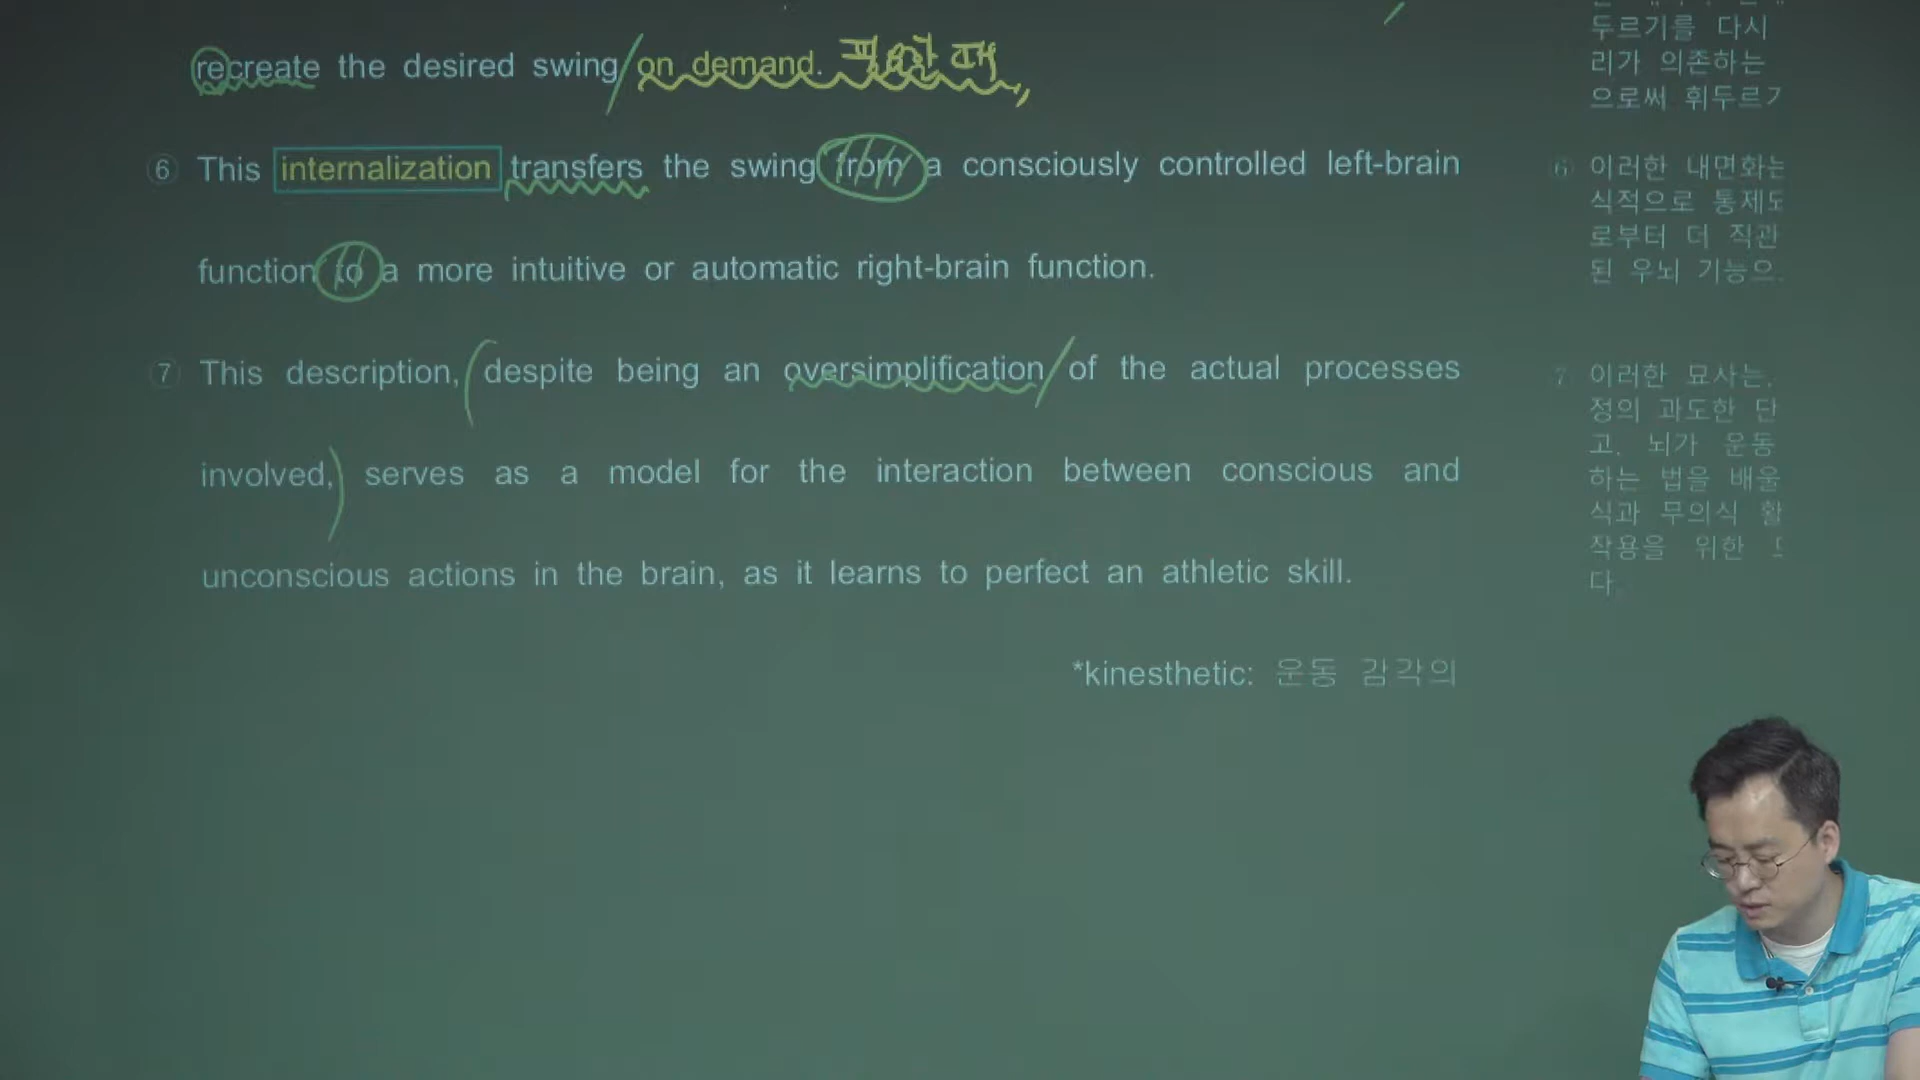 recreate the desired swing on demand. 필요한 때
⑥ This internalization transfers the swing from a consciously controlled left-brain
function to a more intuitive or automatic right-brain function.
⑦ This description, despite being an oversimplification of the actual processes
involved, serves as a model for the interaction between conscious and
unconscious actions in the brain, as it learns to perfect an athletic skill.
*kinesthetic: 운동 감각의
두르기를 다시
리가 의존하는
으로써 휘두르기
⑥ 이러한 내면화는
식적으로 통제도
로부터 더 직관
된 우뇌 기능으
7 이러한 묘사는,
정의 과도한 단
고, 뇌가 운동
하는 법을 배울
식과 무의식 활
작용을 위한
다.